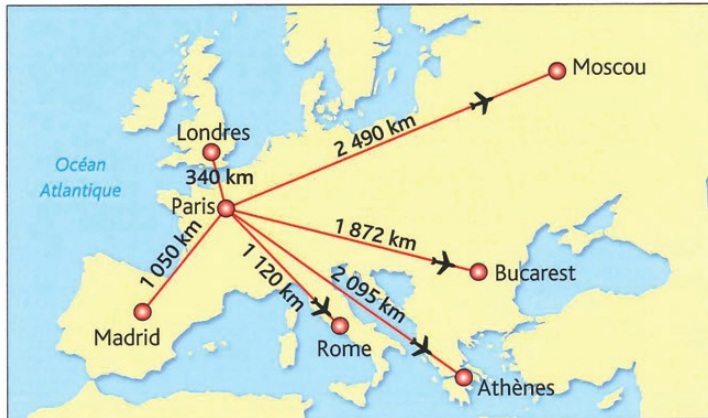 Moscou
2 490 km
Londres
340 km
Océan
Atlantique
Paris
1 872 km
Bucarest
1 050 km
1 120 km
2 095 km
Madrid
Rome
Athènes